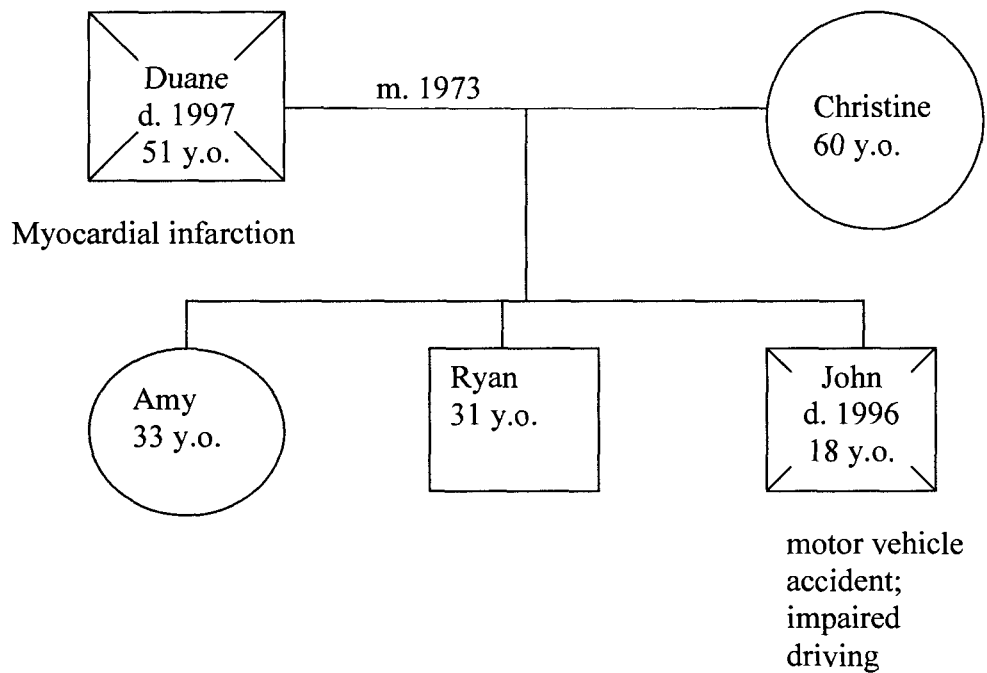 Duane
d. 1997
51 y.o.
m. 1973
Christine
60 y.o.
Myocardial infarction
Amy
33 y.o.
Ryan
31 y.o.
John
d. 1996
18 y.o.
motor vehicle
accident;
impaired
driving